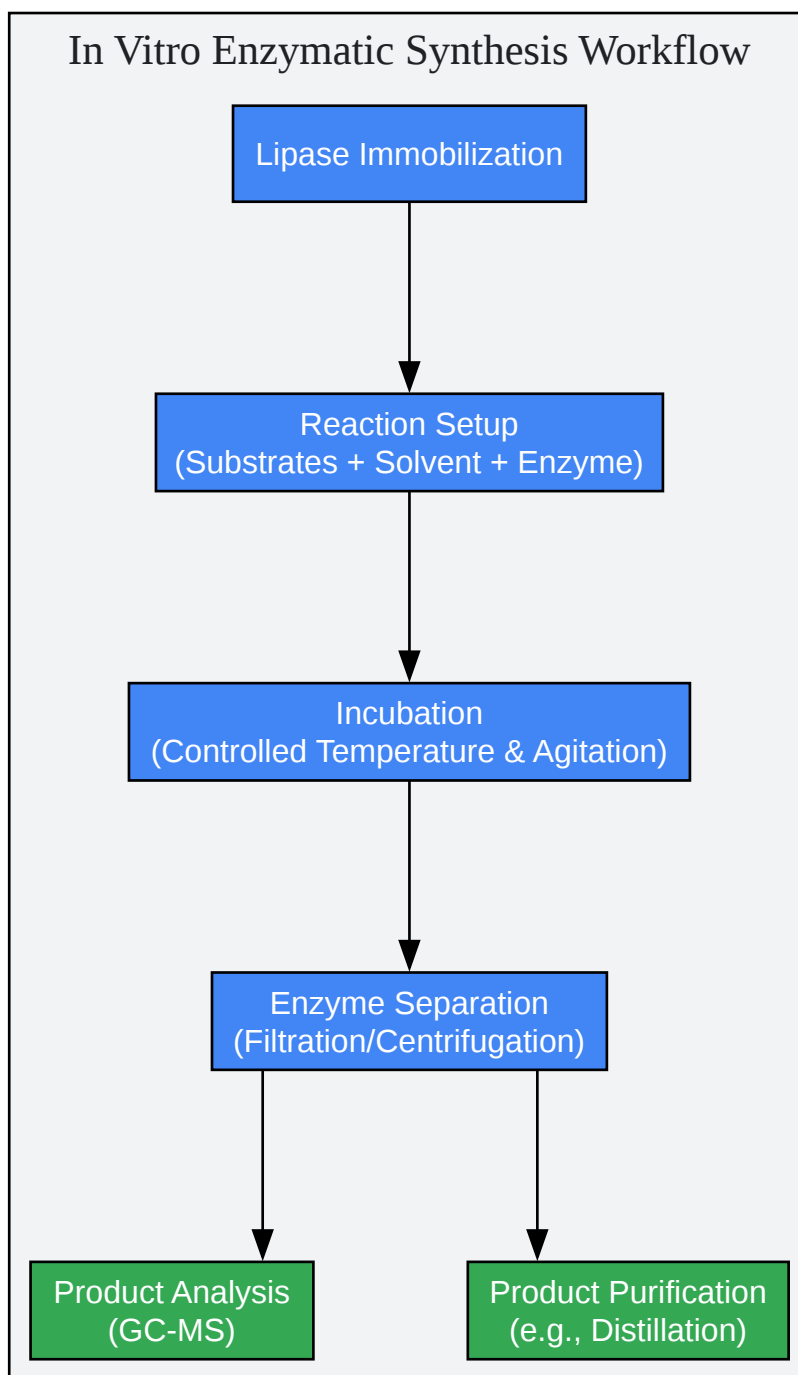 In Vitro Enzymatic Synthesis Workflow
Lipase Immobilization
Reaction Setup
(Substrates + Solvent + Enzyme)
Incubation
(Controlled Temperature & Agitation)
Enzyme Separation
(Filtration/Centrifugation)
Product Analysis
(GC-MS)
Product Purification
(e.g., Distillation)